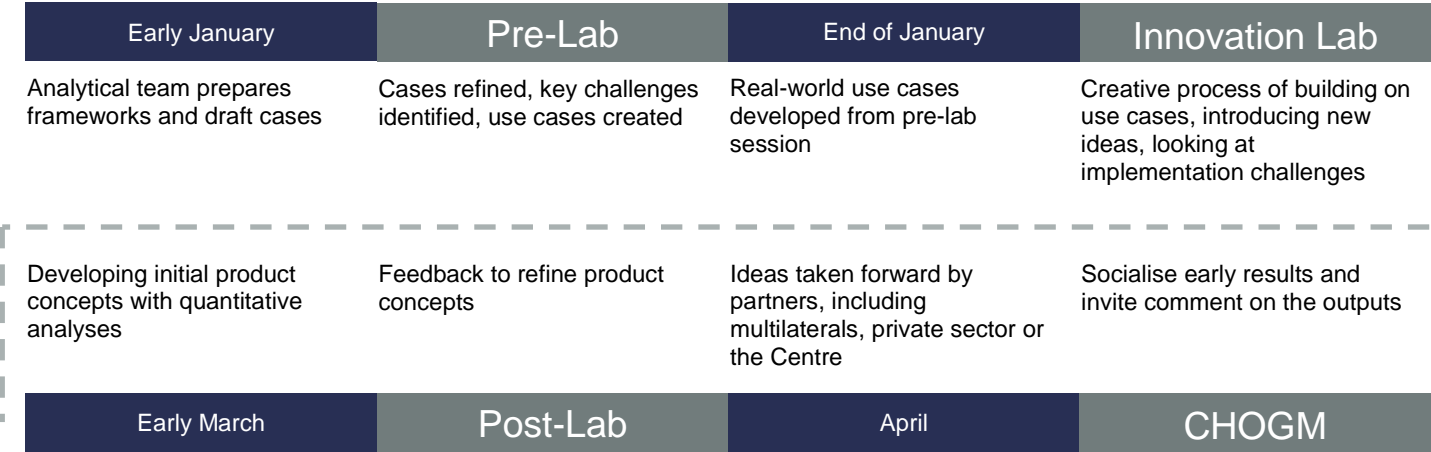 Early January
Pre-Lab
End of January
Innovation Lab
Analytical team prepares
frameworks and draft cases
Cases refined, key challenges
identified, use cases created
Real-world use cases
developed from pre-lab
session
Creative process of building on
use cases, introducing new
ideas, looking at
implementation challenges
Developing initial product
concepts with quantitative
analyses
Feedback to refine product
concepts
Ideas taken forward by
partners, including
multilaterals, private sector or
the Centre
Socialise early results and
invite comment on the outputs
Early March
Post-Lab
April
CHOGM